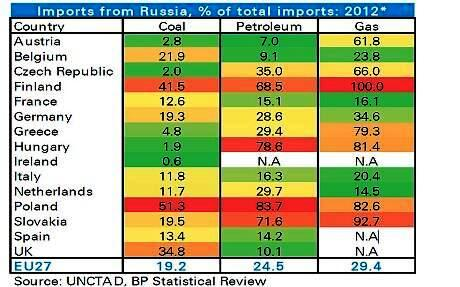 Imports from Russia, % of total imports: 2012*
Country Coal Petroleum Gas
Austria 2.8 7.0 61.8
Belgium 21.9 9.1 23.8
Czech Republic 2.0 35.0 66.0
Finland 41.5 68.5 100.0
France 12.6 15.1 16.1
Germany 19.3 28.6 34.6
Greece 4.8 29.4 79.3
Hungary 1.9 78.6 81.4
Ireland 0.6 N.A N.A
Italy 11.8 16.3 20.4
Netherlands 11.7 29.7 14.5
Poland 51.3 83.7 82.6
Slovakia 19.5 71.6 92.7
Spain 13.4 14.2 N.A
UK 34.8 10.1 N.A
EU27 19.2 24.5 29.4
Source: UNCTAD, BP Statistical Review